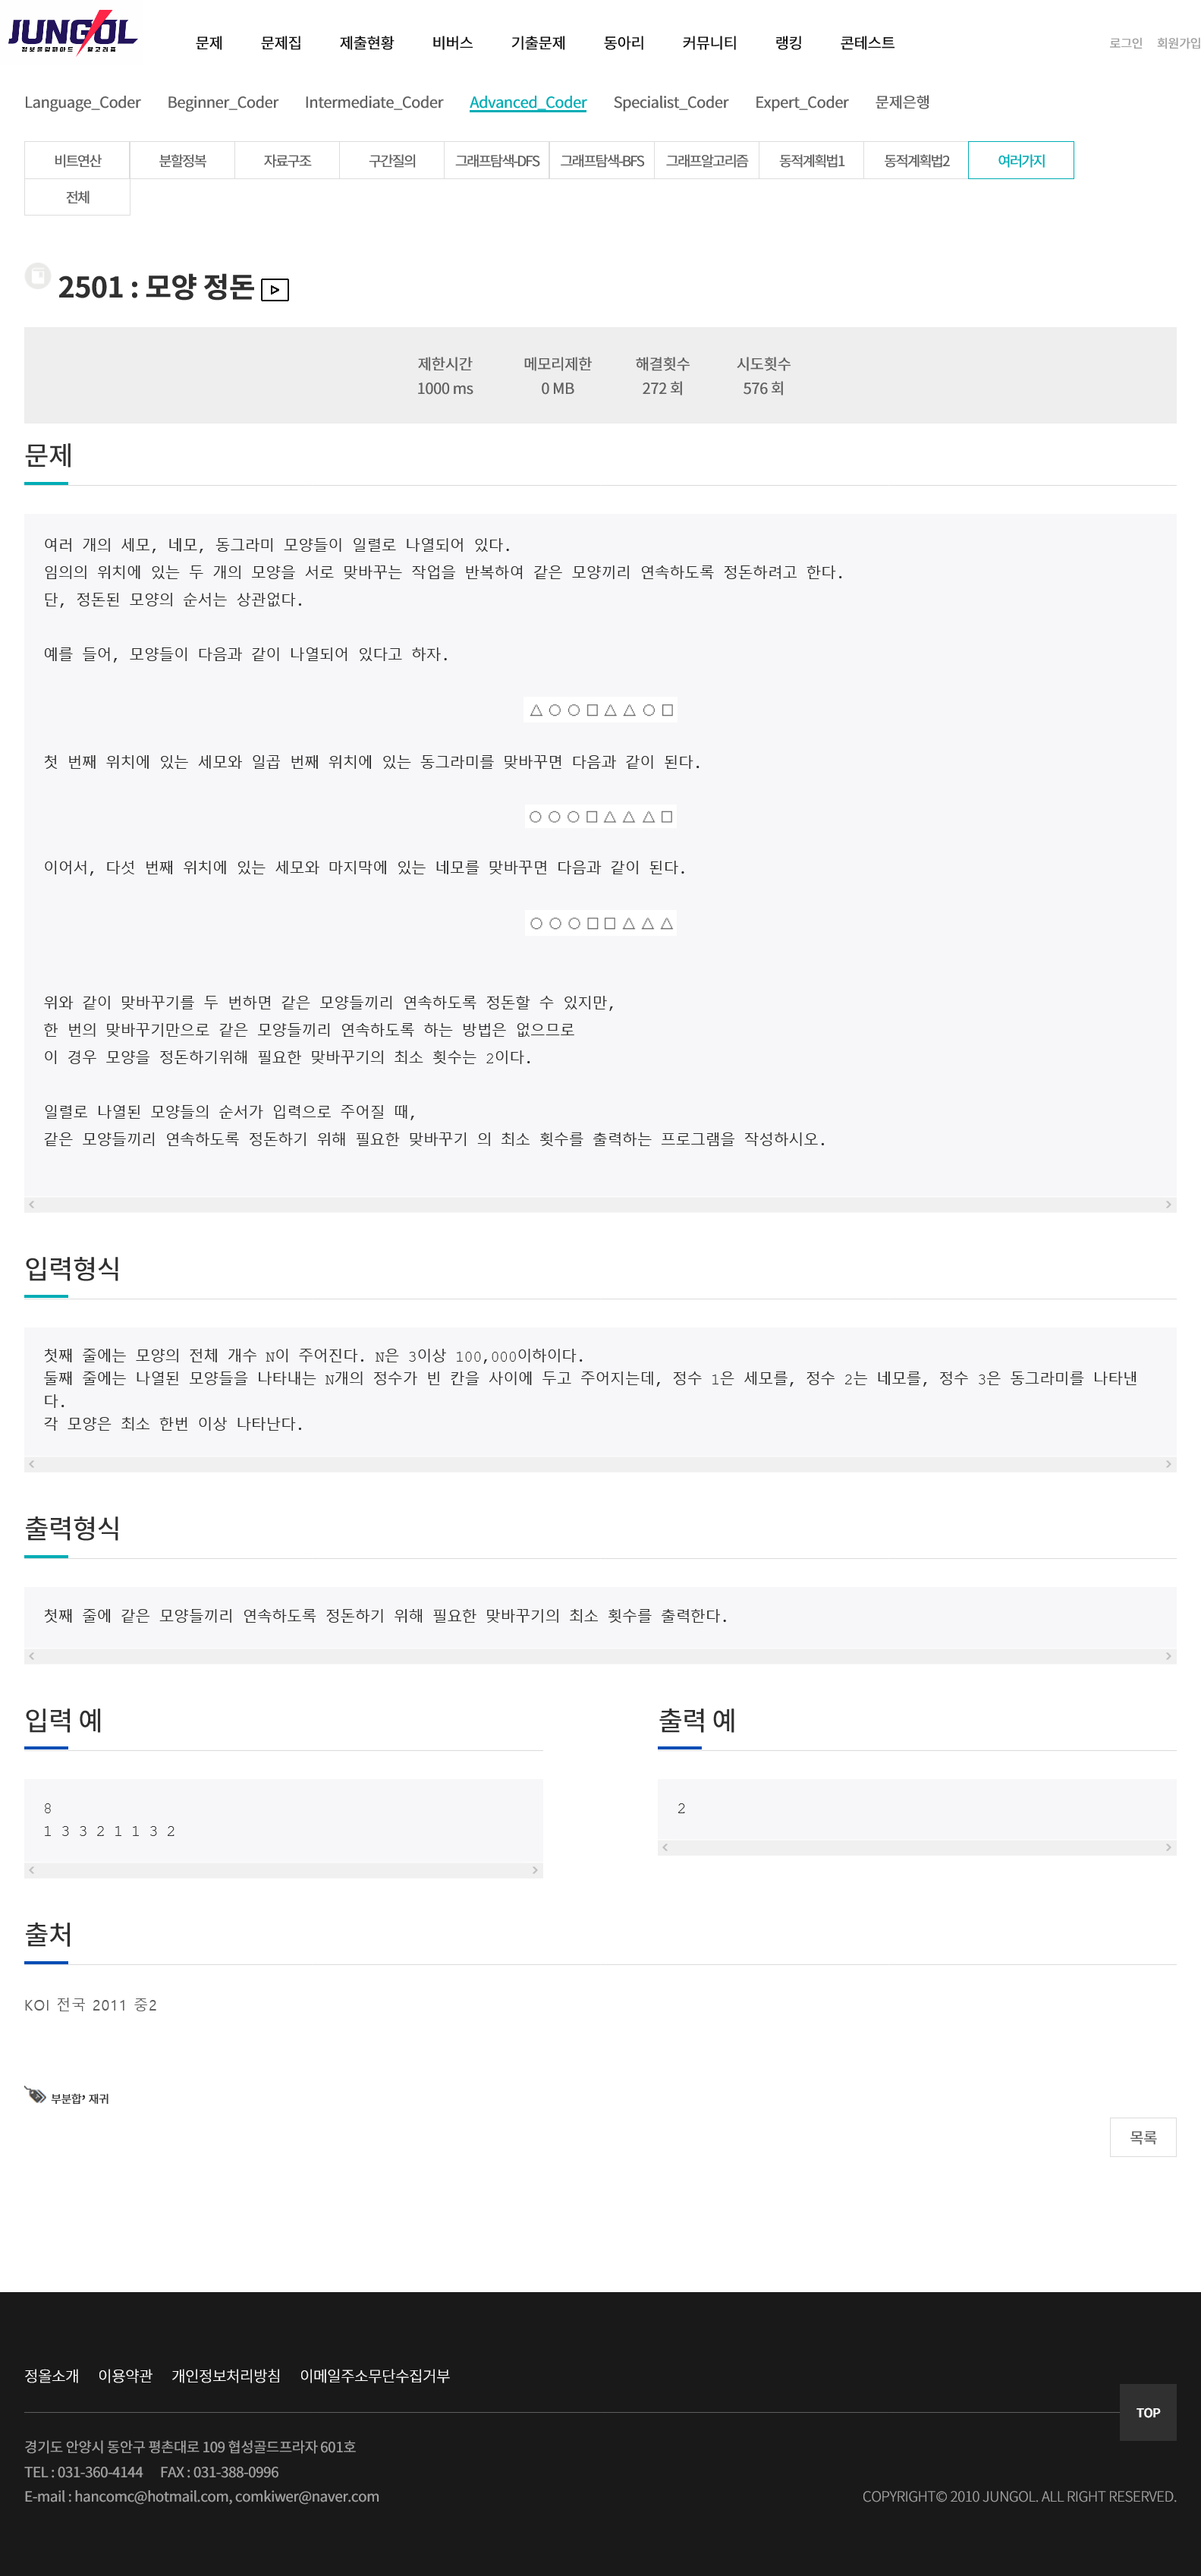 JUNGOL
정보올림피아드 알고리즘
문제 문제집 제출현황 비버스 기출문제 동아리 커뮤니티 랭킹 콘테스트 로그인 회원가입
Language_Coder Beginner_Coder Intermediate_Coder Advanced_Coder Specialist_Coder Expert_Coder 문제은행
비트연산 분할정복 자료구조 구간질의 그래프탐색-DFS 그래프탐색-BFS 그래프알고리즘 동적계획법1 동적계획법2 여러가지
전체
2501 : 모양 정돈
제한시간 메모리제한 해결횟수 시도횟수
1000 ms 0 MB 272 회 576 회
문제
여러 개의 세모, 네모, 동그라미 모양들이 일렬로 나열되어 있다.
임의의 위치에 있는 두 개의 모양을 서로 맞바꾸는 작업을 반복하여 같은 모양끼리 연속하도록 정돈하려고 한다.
단, 정돈된 모양의 순서는 상관없다.
예를 들어, 모양들이 다음과 같이 나열되어 있다고 하자.
△ ○ ○ □ △ △ ○ □
첫 번째 위치에 있는 세모와 일곱 번째 위치에 있는 동그라미를 맞바꾸면 다음과 같이 된다.
○ ○ ○ □ △ △ △ □
이어서, 다섯 번째 위치에 있는 세모와 마지막에 있는 네모를 맞바꾸면 다음과 같이 된다.
○ ○ ○ □ □ △ △ △
위와 같이 맞바꾸기를 두 번하면 같은 모양들끼리 연속하도록 정돈할 수 있지만,
한 번의 맞바꾸기만으로 같은 모양들끼리 연속하도록 하는 방법은 없으므로
이 경우 모양을 정돈하기위해 필요한 맞바꾸기의 최소 횟수는 2이다.
일렬로 나열된 모양들의 순서가 입력으로 주어질 때,
같은 모양들끼리 연속하도록 정돈하기 위해 필요한 맞바꾸기 의 최소 횟수를 출력하는 프로그램을 작성하시오.
입력형식
첫째 줄에는 모양의 전체 개수 N이 주어진다. N은 3이상 100,000이하이다.
둘째 줄에는 나열된 모양들을 나타내는 N개의 정수가 빈 칸을 사이에 두고 주어지는데, 정수 1은 세모를, 정수 2는 네모를, 정수 3은 동그라미를 나타낸
다.
각 모양은 최소 한번 이상 나타난다.
출력형식
첫째 줄에 같은 모양들끼리 연속하도록 정돈하기 위해 필요한 맞바꾸기의 최소 횟수를 출력한다.
입력 예
8
1 3 3 2 1 1 3 2
출력 예
2
출처
KOI 전국 2011 중2
부분합, 재귀
목록
정올소개 이용약관 개인정보처리방침 이메일주소무단수집거부
TOP
경기도 안양시 동안구 평촌대로 109 협성골드프라자 601호
TEL : 031-360-4144 FAX : 031-388-0996
E-mail : hancomc@hotmail.com, comkiwer@naver.com
COPYRIGHT© 2010 JUNGOL. ALL RIGHT RESERVED.